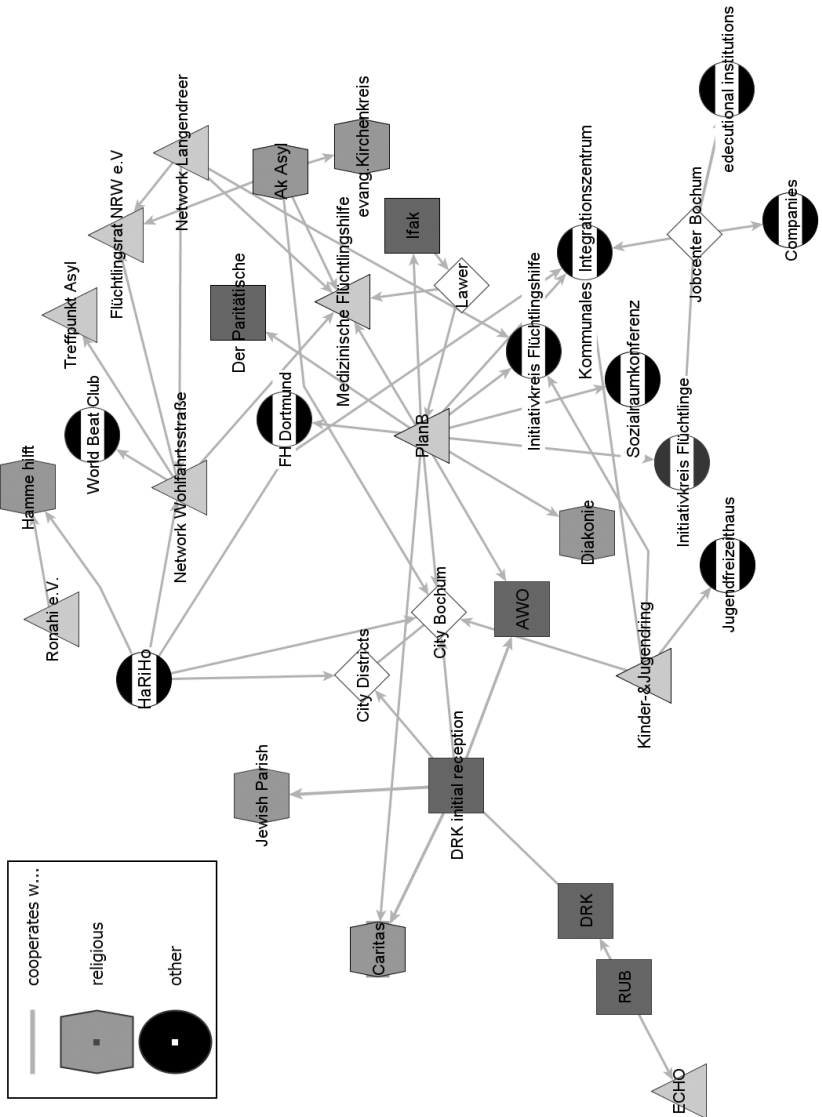 cooperates w...
religious
other
Hamme hilft
Ronahi e.V.
World Beat Club
Treffpunkt Asyl
Flüchtlingsrat NRW e.V
Network Langendreer
Network Wohlfahrtsstraße
HaRiHo
Ak Asyl
evang.Kirchenkreis
Der Paritätische
FH Dortmund
Medizinische Flüchtlingshilfe
Ifak
Lawer
PlanB
City Districts
City Bochum
Jewish Parish
Caritas
DRK initial reception
AWO
Initiativkreis Flüchtlingshilfe
Diakonie
Kommunales Integrationszentrum
Sozialraumkonferenz
Initiativkreis Flüchtlinge
Kinder-&Jugendring
Jugendfreizeithaus
Jobcenter Bochum
edecutional institutions
Companies
DRK
RUB
ECHO